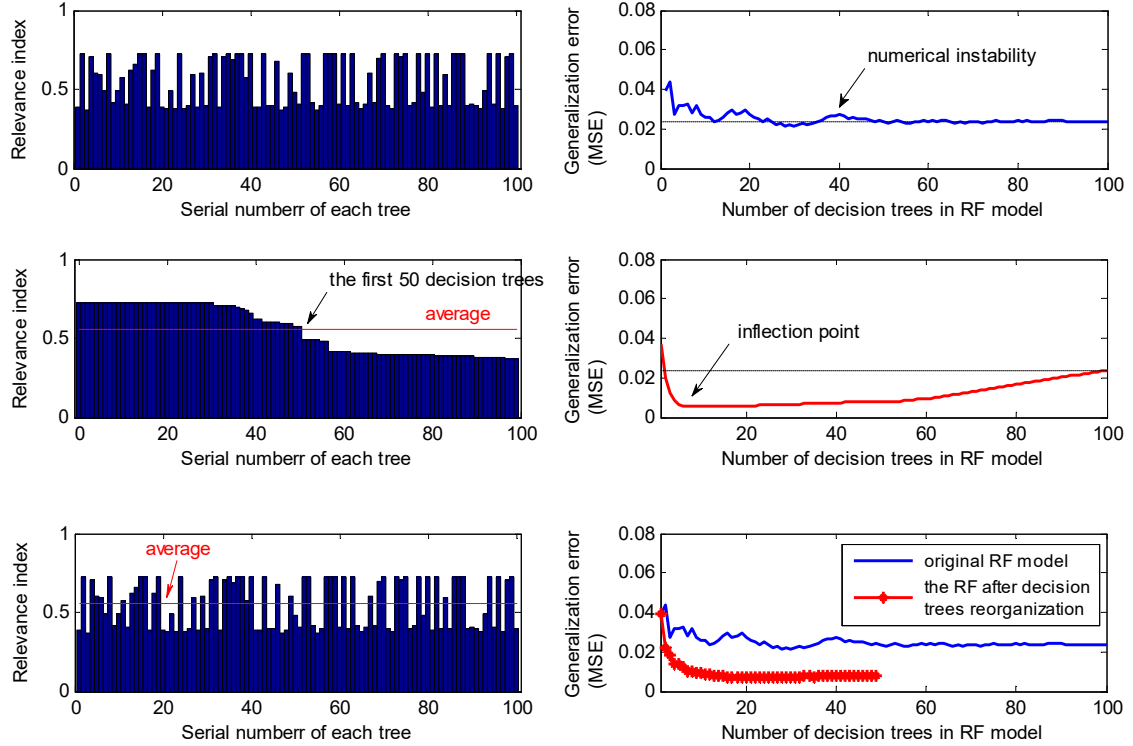 Relevance index
1
0.5
0
0 20 40 60 80 100
Serial numberr of each tree
Generalization error
(MSE)
0.08
0.06
0.04
0.02
0
numerical instability
0 20 40 60 80 100
Number of decision trees in RF model
Relevance index
1
0.5
0
the first 50 decision trees
average
0 20 40 60 80 100
Serial numberr of each tree
Generalization error
(MSE)
0.08
0.06
0.04
0.02
0
inflection point
20 40 60 80 100
Number of decision trees in RF model
Relevance index
1
0.5
0
average
0 20 40 60 80 100
Serial numberr of each tree
Generalization error
(MSE)
0.08
0.06
0.04
0.02
0
original RF model
the RF after decision
trees reorganization
0 20 40 60 80 100
Number of decision trees in RF model